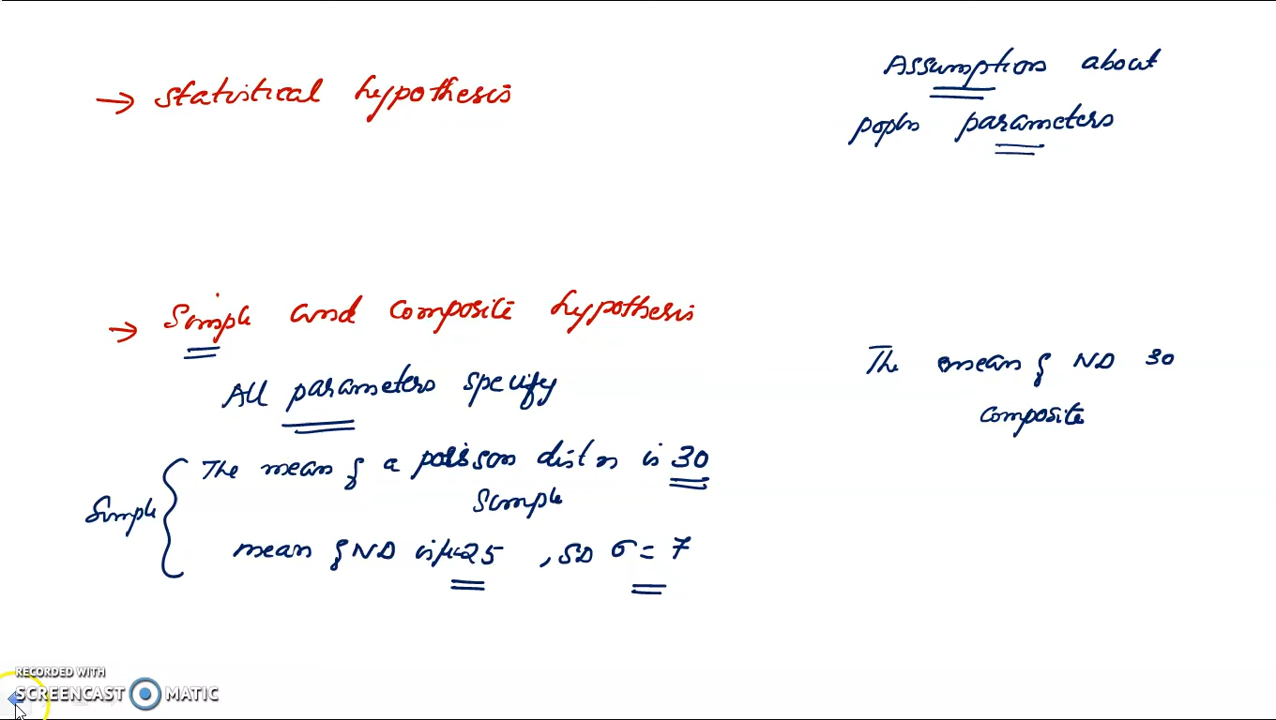 → statistical hypothesis
Assumption about
popln parameters
→ Simple and composite hypothesis
All parameters specify
The mean of a poisson distn is 30
Simple
Simple
mean of ND is μ=25 , SD σ = 7
The mean of ND 30
composite
RECORDED WITH
SCREENCAST MATIC